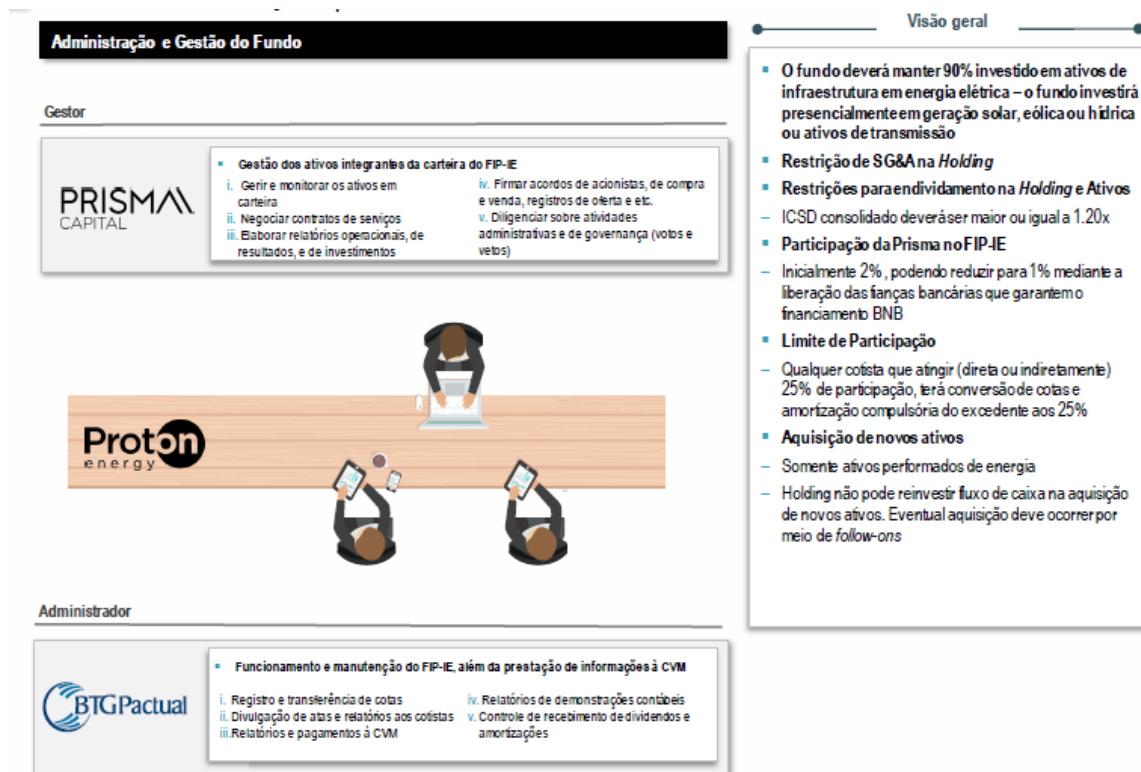 Administração e Gestão do Fundo
Gestor
PRISMA
CAPITAL
Gestão dos ativos integrantes da carteira do FIP-IE
i. Gerir e monitorar os ativos em
carteira
ii. Negociar contratos de serviços
iii. Elaborar relatórios operacionais, de
resultados, e de investimentos
iv. Firmar acordos de acionistas, de compra
e venda, registros de oferta e etc.
v. Diligenciar sobre atividades
administrativas e de governança (votos e
vetos)
Proton
energy
Administrador
BTGPactual
Funcionamento e manutenção do FIP-IE, além da prestação de informações à CVM
i. Registro e transferência de cotas
ii. Divulgação de atas e relatórios aos cotistas
iii. Relatórios e pagamentos à CVM
iv. Relatórios de demonstrações contábeis
v. Controle de recebimento de dividendos e
amortizações
Visão geral
O fundo deverá manter 90% investido em ativos de
infraestrutura em energia elétrica – o fundo investirá
presencialmente em geração solar, eólica ou hídrica
ou ativos de transmissão
Restrição de SG&A na Holding
Restrições para endividamento na Holding e Ativos
– ICSD consolidado deverá ser maior ou igual a 1.20x
Participação da Prisma no FIP-IE
– Inicialmente 2% , podendo reduzir para 1% mediante a
liberação das fianças bancárias que garantem o
financiamento BNB
Limite de Participação
– Qualquer cotista que atingir (direta ou indiretamente)
25% de participação, terá conversão de cotas e
amortização compulsória do excedente aos 25%
Aquisição de novos ativos
– Somente ativos performados de energia
– Holding não pode reinvestir fluxo de caixa na aquisição
de novos ativos. Eventual aquisição deve ocorrer por
meio de follow-ons